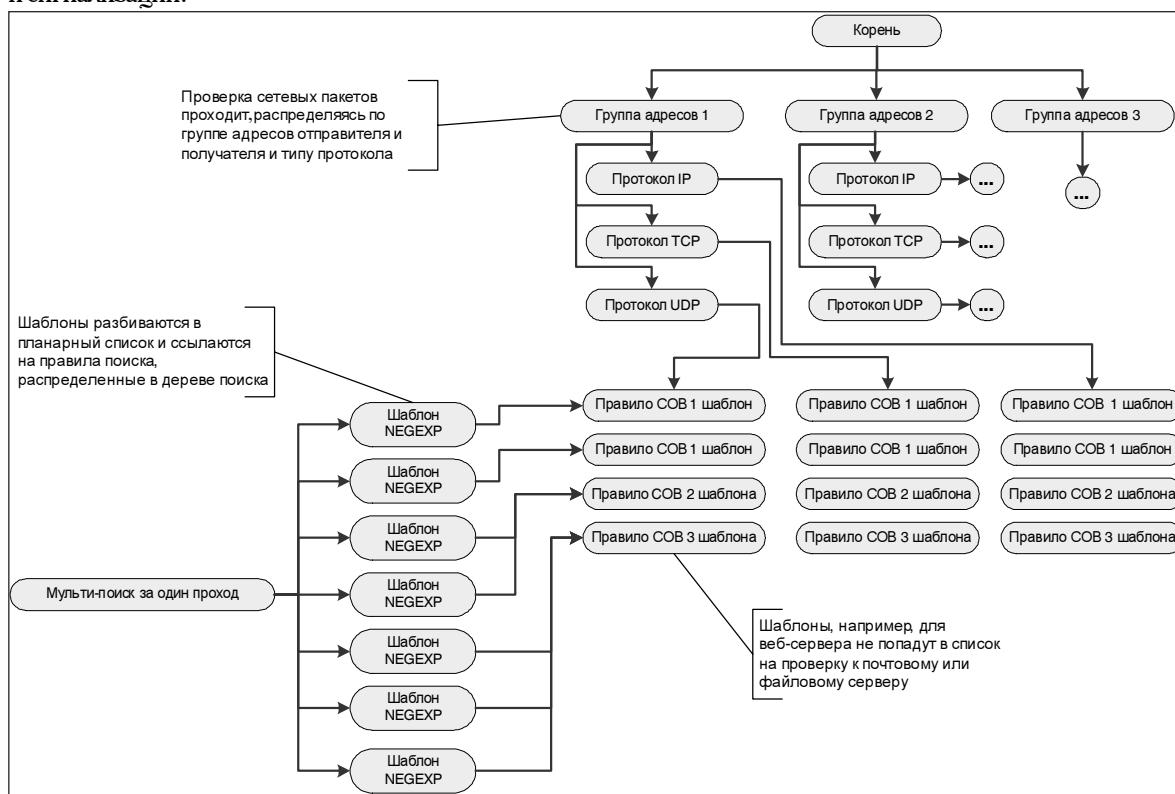 и сигнализации.
Корень
Проверка сетевых пакетов
проходит,распределяясь по
группе адресов отправителя и
получателя и типу протокола
Группа адресов 1
Группа адресов 2
Группа адресов 3
Протокол IP
Протокол IP
...
...
Протокол TCP
Протокол TCP
...
Протокол UDP
Протокол UDP
...
Шаблоны разбиваются в
планарный список и ссылаются
на правила поиска,
распределенные в дереве поиска
Шаблон
NEGEXP
Правило СОВ 1 шаблон
Правило СОВ 1 шаблон
Правило СОВ 1 шаблон
Шаблон
NEGEXP
Правило СОВ 1 шаблон
Правило СОВ 1 шаблон
Правило СОВ 1 шаблон
Шаблон
NEGEXP
Правило СОВ 2 шаблона
Правило СОВ 2 шаблона
Правило СОВ 2 шаблона
Правило СОВ 3 шаблона
Правило СОВ 3 шаблона
Правило СОВ 3 шаблона
Мульти-поиск за один проход
Шаблон
NEGEXP
Шаблон
NEGEXP
Шаблон
NEGEXP
Шаблон
NEGEXP
Шаблоны, например, для
веб-сервера не попадут в список
на проверку к почтовому или
файловому серверу